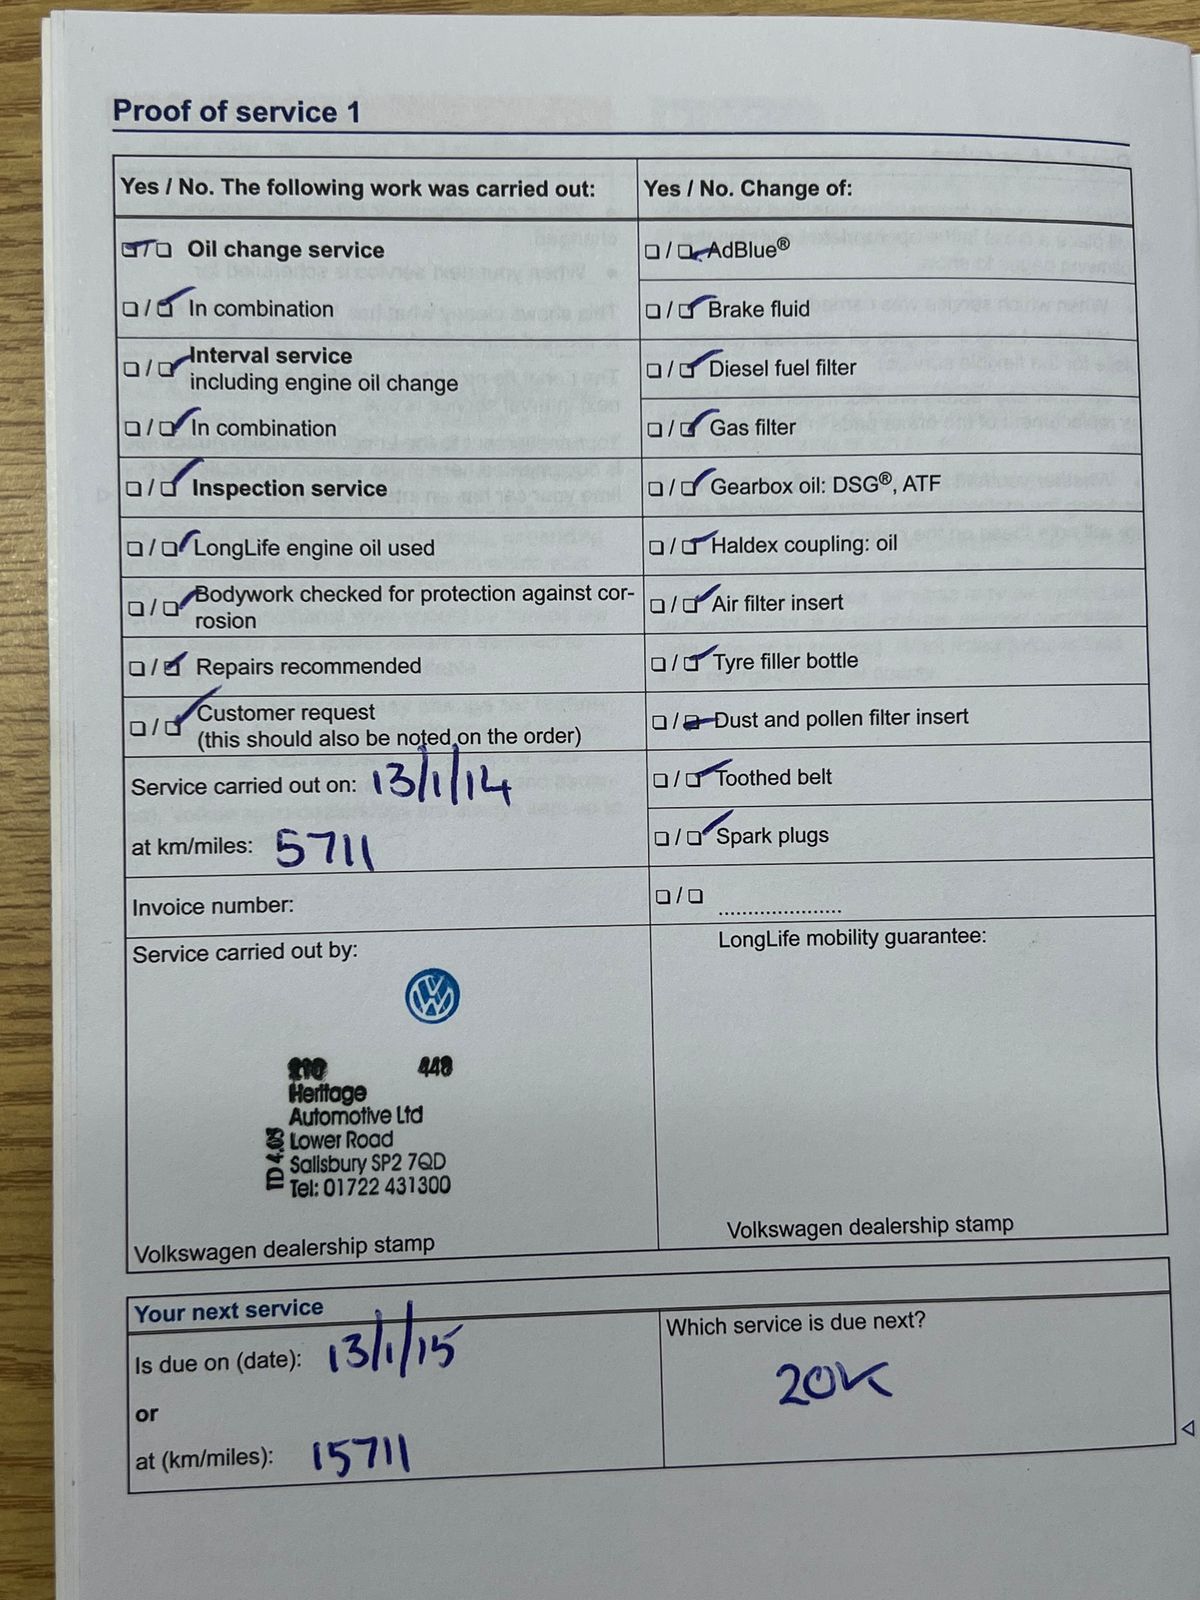 Proof of service 1
Yes / No. The following work was carried out:
Oil change service
In combination
Interval service
including engine oil change
In combination
Inspection service
LongLife engine oil used
Bodywork checked for protection against cor-
rosion
Repairs recommended
Customer request
(this should also be noted on the order)
Service carried out on: 13/1/14
at km/miles: 5711
Invoice number:
Service carried out by:
448
Heritage
Automotive Ltd
Lower Road
Salisbury SP2 7QD
Tel: 01722 431300
Volkswagen dealership stamp
Yes / No. Change of:
AdBlue®
Brake fluid
Diesel fuel filter
Gas filter
Gearbox oil: DSG®, ATF
Haldex coupling: oil
Air filter insert
Tyre filler bottle
Dust and pollen filter insert
Toothed belt
Spark plugs
.....................
LongLife mobility guarantee:
Volkswagen dealership stamp
Your next service
Is due on (date): 13/1/15
or
at (km/miles): 15711
Which service is due next?
20K